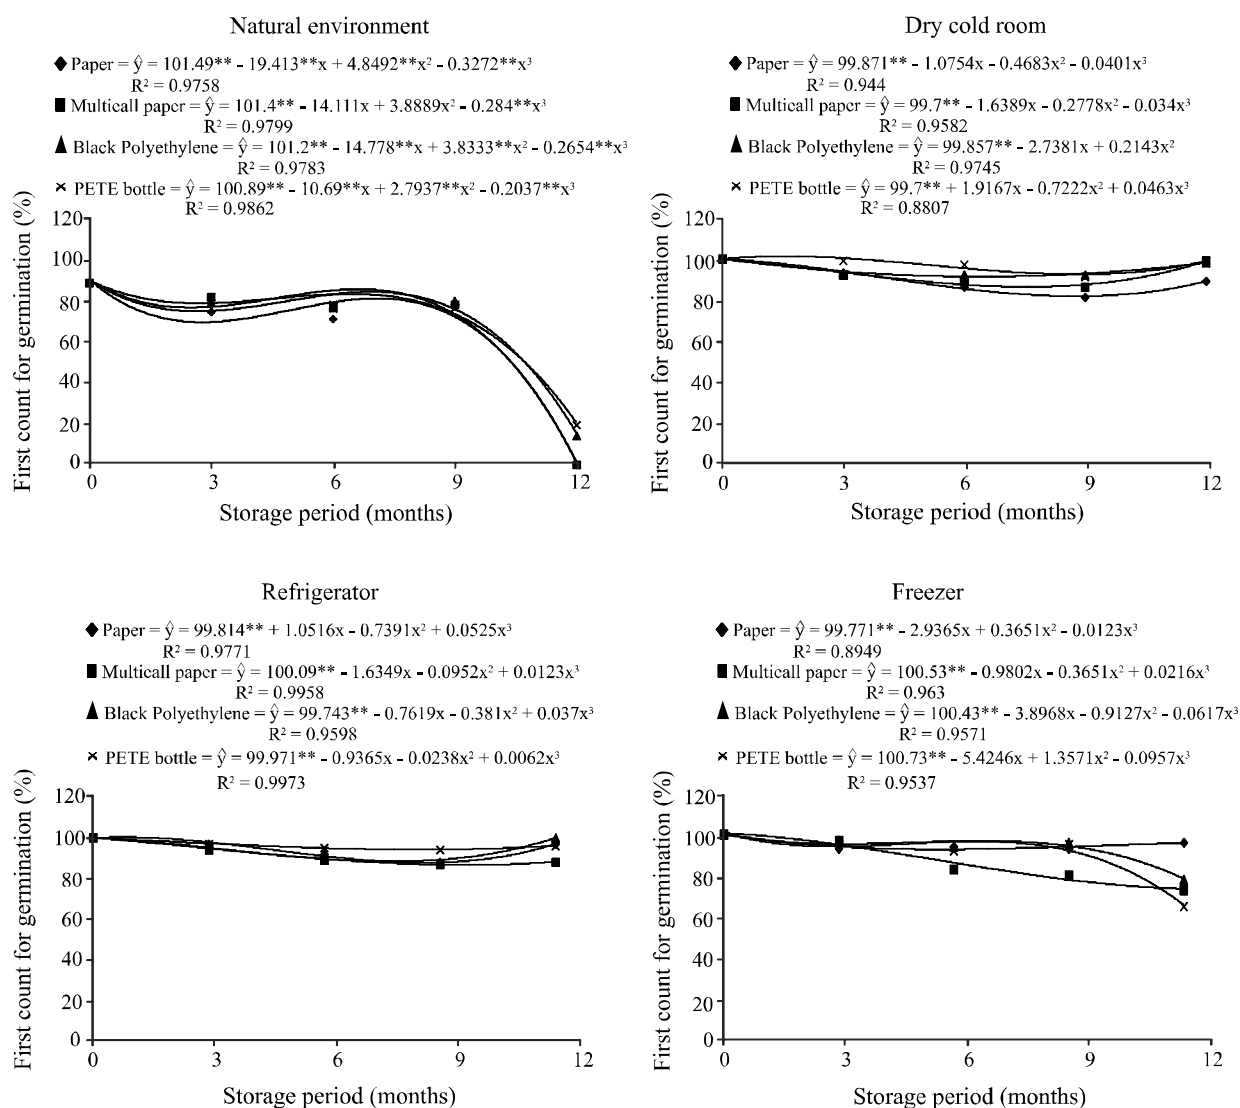 Natural environment
◆ Paper = ŷ = 101.49** - 19.413**x + 4.8492**x² - 0.3272**x³
R² = 0.9758
■ Multicall paper = ŷ = 101.4** - 14.111x + 3.8889x² - 0.284**x³
R² = 0.9799
▲ Black Polyethylene = ŷ = 101.2** - 14.778**x + 3.8333**x² - 0.2654**x³
R² = 0.9783
× PETE bottle = ŷ = 100.89** - 10.69**x + 2.7937**x² - 0.2037**x³
R² = 0.9862
First count for germination (%)
120
100
80
60
40
20
0
0 3 6 9 12
Storage period (months)
Dry cold room
◆ Paper = ŷ = 99.871** - 1.0754x - 0.4683x² - 0.0401x³
R² = 0.944
■ Multicall paper = ŷ = 99.7** - 1.6389x - 0.2778x² - 0.034x³
R² = 0.9582
▲ Black Polyethylene = ŷ = 99.857** - 2.7381x + 0.2143x²
R² = 0.9745
× PETE bottle = ŷ = 99.7** + 1.9167x - 0.7222x² + 0.0463x³
R² = 0.8807
First count for germination (%)
120
100
80
60
40
20
0
0 3 6 9 12
Storage period (months)
Refrigerator
◆ Paper = ŷ = 99.814** + 1.0516x - 0.7391x² + 0.0525x³
R² = 0.9771
■ Multicall paper = ŷ = 100.09** - 1.6349x - 0.0952x² + 0.0123x³
R² = 0.9958
▲ Black Polyethylene = ŷ = 99.743** - 0.7619x - 0.381x² + 0.037x³
R² = 0.9598
× PETE bottle = ŷ = 99.971** - 0.9365x - 0.0238x² + 0.0062x³
R² = 0.9973
First count for germination (%)
120
100
80
60
40
20
0
0 3 6 9 12
Storage period (months)
Freezer
◆ Paper = ŷ = 99.771** - 2.9365x + 0.3651x² - 0.0123x³
R² = 0.8949
■ Multicall paper = ŷ = 100.53** - 0.9802x - 0.3651x² + 0.0216x³
R² = 0.963
▲ Black Polyethylene = ŷ = 100.43** - 3.8968x - 0.9127x² - 0.0617x³
R² = 0.9571
× PETE bottle = ŷ = 100.73** - 5.4246x + 1.3571x² - 0.0957x³
R² = 0.9537
First count for germination (%)
120
100
80
60
40
20
0
0 3 6 9 12
Storage period (months)